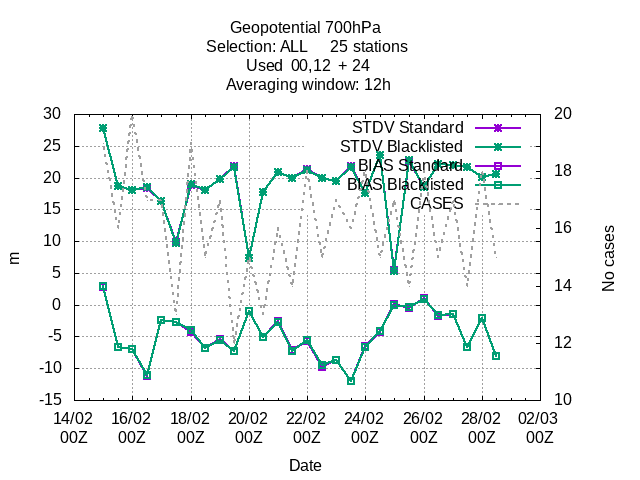 Geopotential 700hPa
Selection: ALL 25 stations
Used 00,12 + 24
Averaging window: 12h
STDV Standard
STDV Blacklisted
BIAS Standard
BIAS Blacklisted
CASES
30
25
20
15
10
5
0
-5
-10
-15
m
20
18
16
14
12
10
No cases
14/02 16/02 18/02 20/02 22/02 24/02 26/02 28/02 02/03
00Z 00Z 00Z 00Z 00Z 00Z 00Z 00Z 00Z
Date